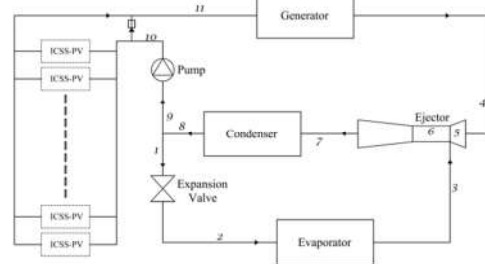 11
Generator
ICSS-PV
10
ICSS-PV
Pump
4
Ejector
9
8
Condenser
7
6
5
1
3
Expansion
Valve
ICSS-PV
2
Evaporator
ICSS-PV